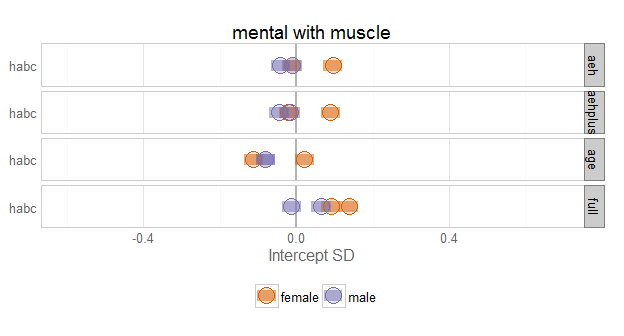 mental with muscle
habc
aeh
habc
aehplus
habc
age
habc
full
-0.4 0.0 0.4
Intercept SD
female male